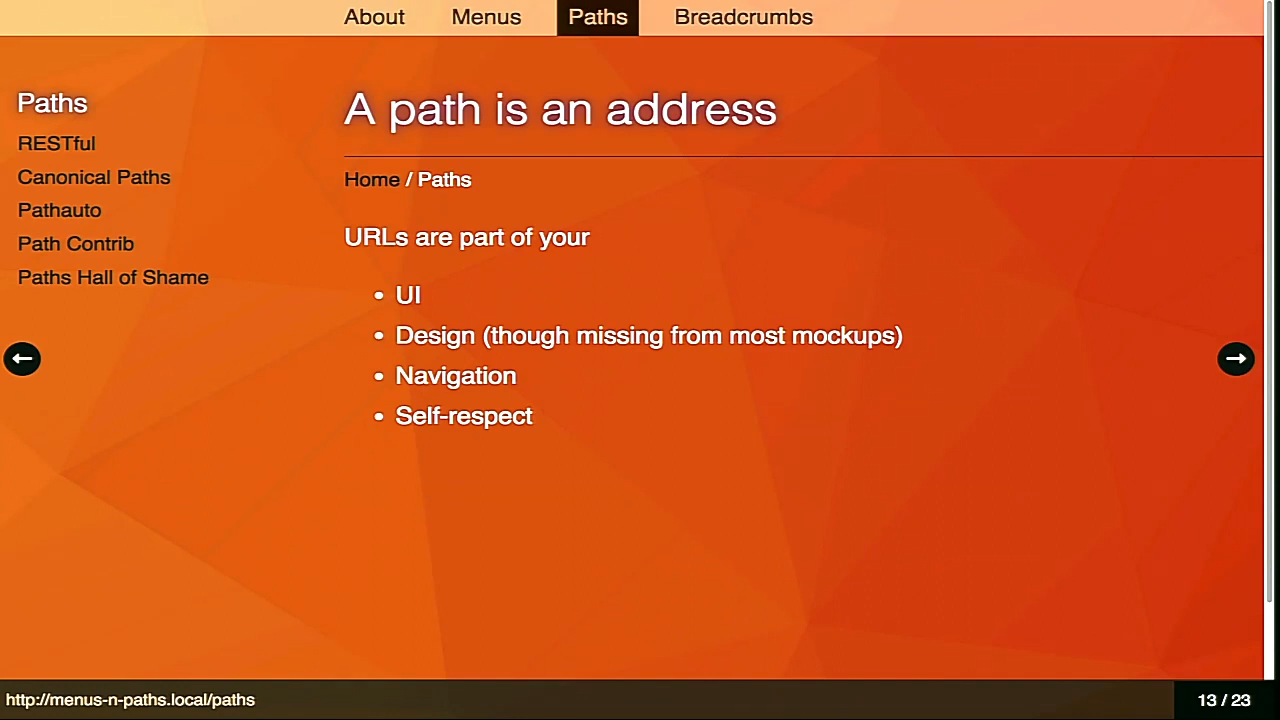 About Menus Paths Breadcrumbs
Paths
RESTful
Canonical Paths
Pathauto
Path Contrib
Paths Hall of Shame
A path is an address
Home / Paths
URLs are part of your
• UI
• Design (though missing from most mockups)
• Navigation
• Self-respect
http://menus-n-paths.local/paths
13 / 23